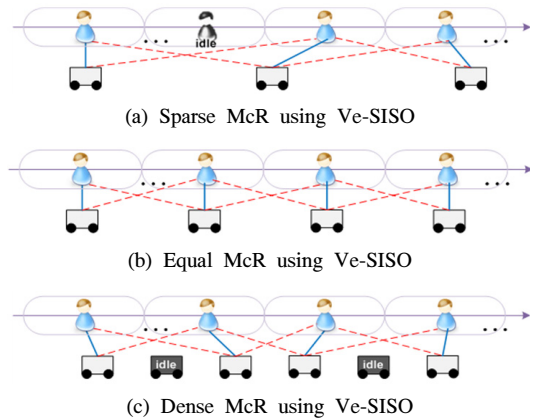 ...
idle
...
(a) Sparse McR using Ve-SISO
...
...
(b) Equal McR using Ve-SISO
...
...
idle
idle
(c) Dense McR using Ve-SISO